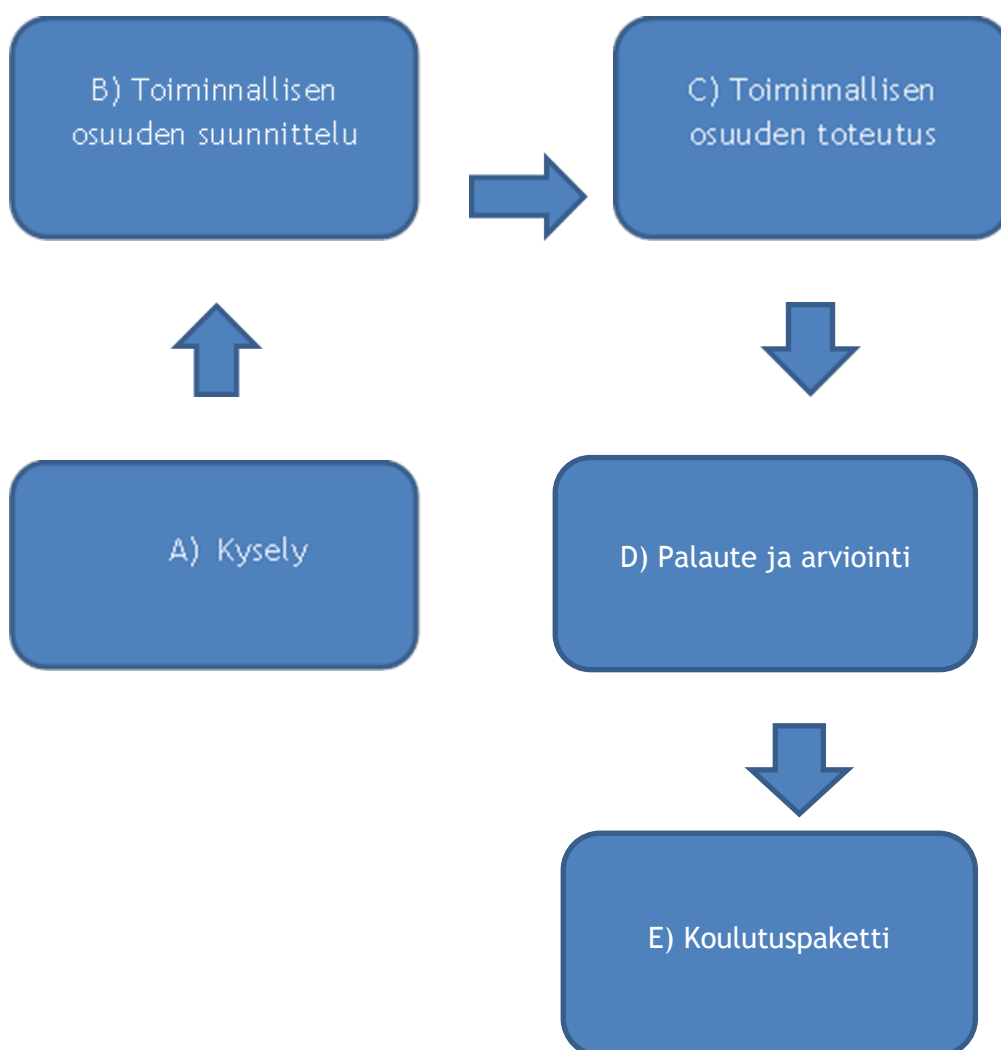 B) Toiminnallisen
osuuden suunnittelu
C) Toiminnallisen
osuuden toteutus
A) Kysely
D) Palaute ja arviointi
E) Koulutuspaketti